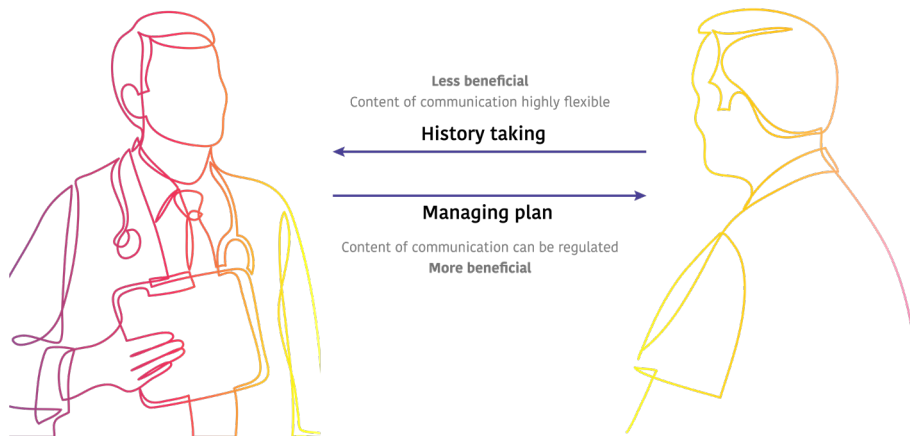 Less beneficial
Content of communication highly flexible
History taking
Managing plan
Content of communication can be regulated
More beneficial